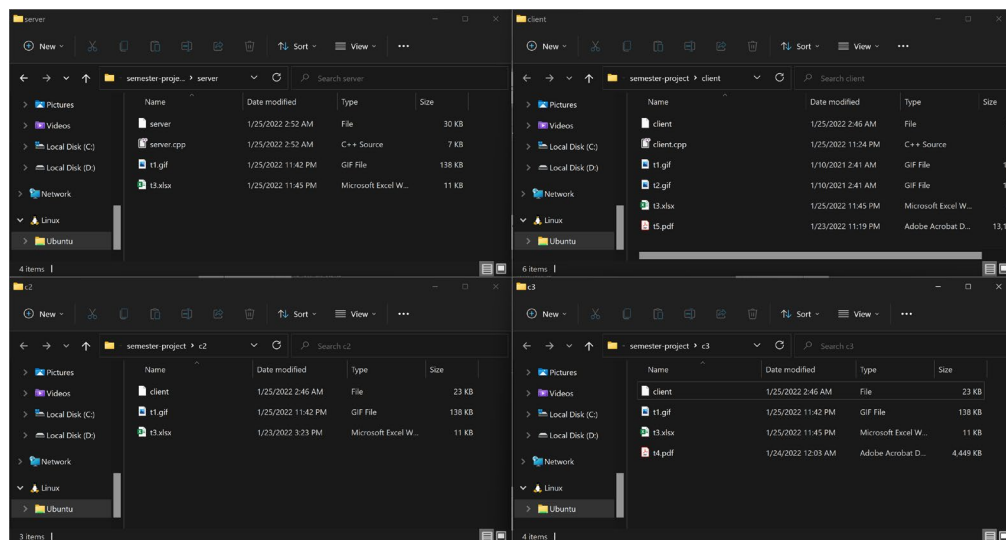 server
New
Sort
View
semester-proje... > server
Search server
Pictures
Videos
Local Disk (C:)
Local Disk (D:)
Network
Linux
Ubuntu
Name Date modified Type Size
server 1/25/2022 2:52 AM File 30 KB
server.cpp 1/25/2022 2:52 AM C++ Source 7 KB
t1.gif 1/25/2022 11:42 PM GIF File 138 KB
t3.xlsx 1/25/2022 11:45 PM Microsoft Excel W... 11 KB
4 items
client
New
Sort
View
semester-project > client
Search client
Pictures
Videos
Local Disk (C:)
Local Disk (D:)
Network
Linux
Ubuntu
Name Date modified Type Size
client 1/25/2022 2:46 AM File
client.cpp 1/25/2022 11:24 PM C++ Source
t1.gif 1/10/2021 2:41 AM GIF File 1
t2.gif 1/10/2021 2:41 AM GIF File 1
t3.xlsx 1/25/2022 11:45 PM Microsoft Excel W...
t5.pdf 1/23/2022 11:19 PM Adobe Acrobat D... 13,1
6 items
c2
New
Sort
View
semester-project > c2
Search c2
Pictures
Videos
Local Disk (C:)
Local Disk (D:)
Network
Linux
Ubuntu
Name Date modified Type Size
client 1/25/2022 2:46 AM File 23 KB
t1.gif 1/25/2022 11:42 PM GIF File 138 KB
t3.xlsx 1/23/2022 3:23 PM Microsoft Excel W... 11 KB
3 items
c3
New
Sort
View
semester-project > c3
Search c3
Pictures
Videos
Local Disk (C:)
Local Disk (D:)
Network
Linux
Ubuntu
Name Date modified Type Size
client 1/25/2022 2:46 AM File 23 KB
t1.gif 1/25/2022 11:42 PM GIF File 138 KB
t3.xlsx 1/25/2022 11:45 PM Microsoft Excel W... 11 KB
t4.pdf 1/24/2022 12:03 AM Adobe Acrobat D... 4,449 KB
4 items